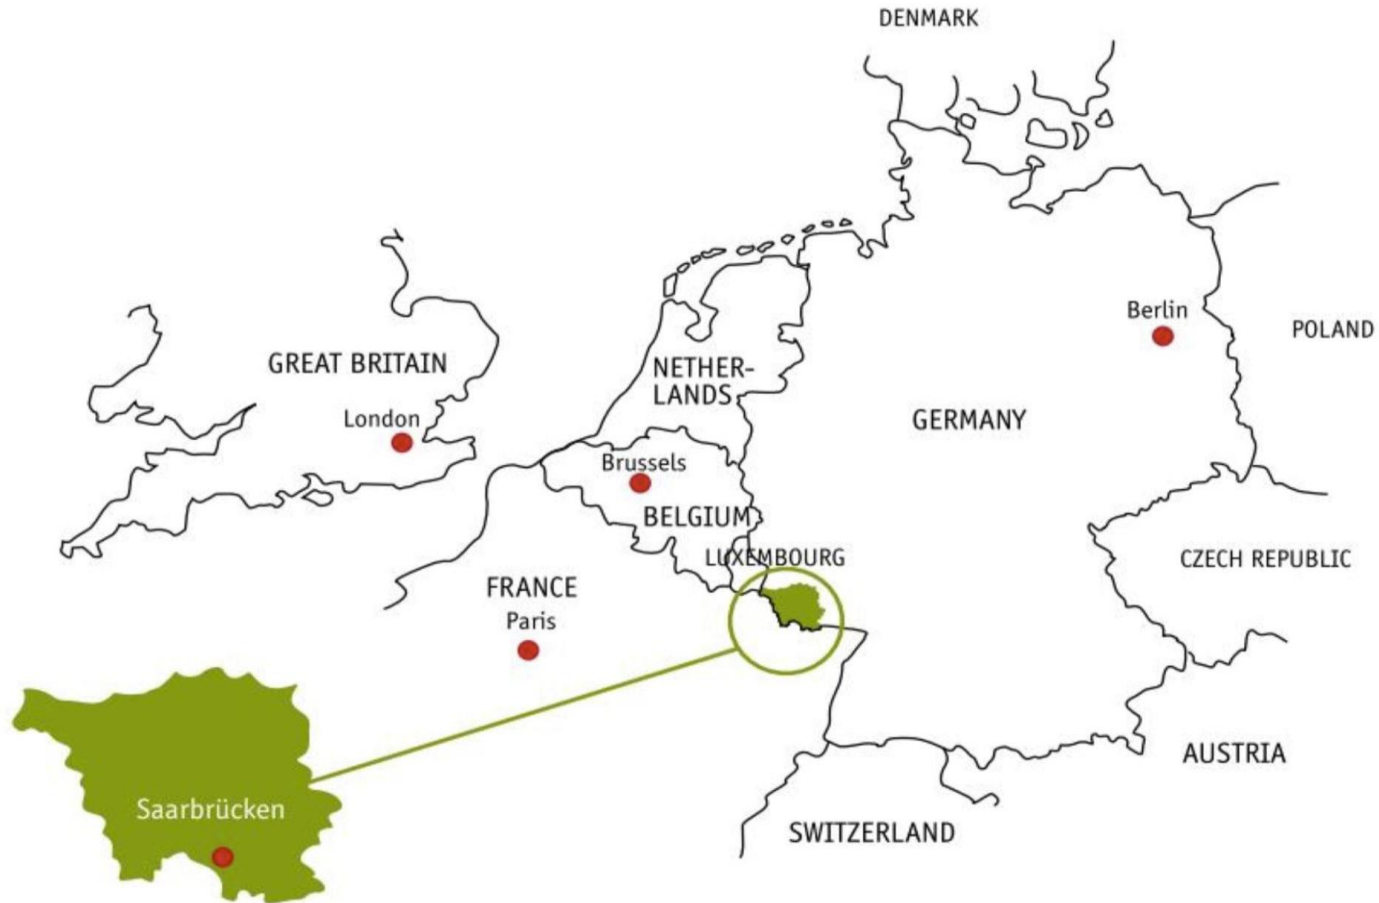 DENMARK
Berlin
POLAND
GREAT BRITAIN
NETHER-
LANDS
London
GERMANY
Brussels
BELGIUM
LUXEMBOURG
CZECH REPUBLIC
FRANCE
Paris
AUSTRIA
Saarbrücken
SWITZERLAND